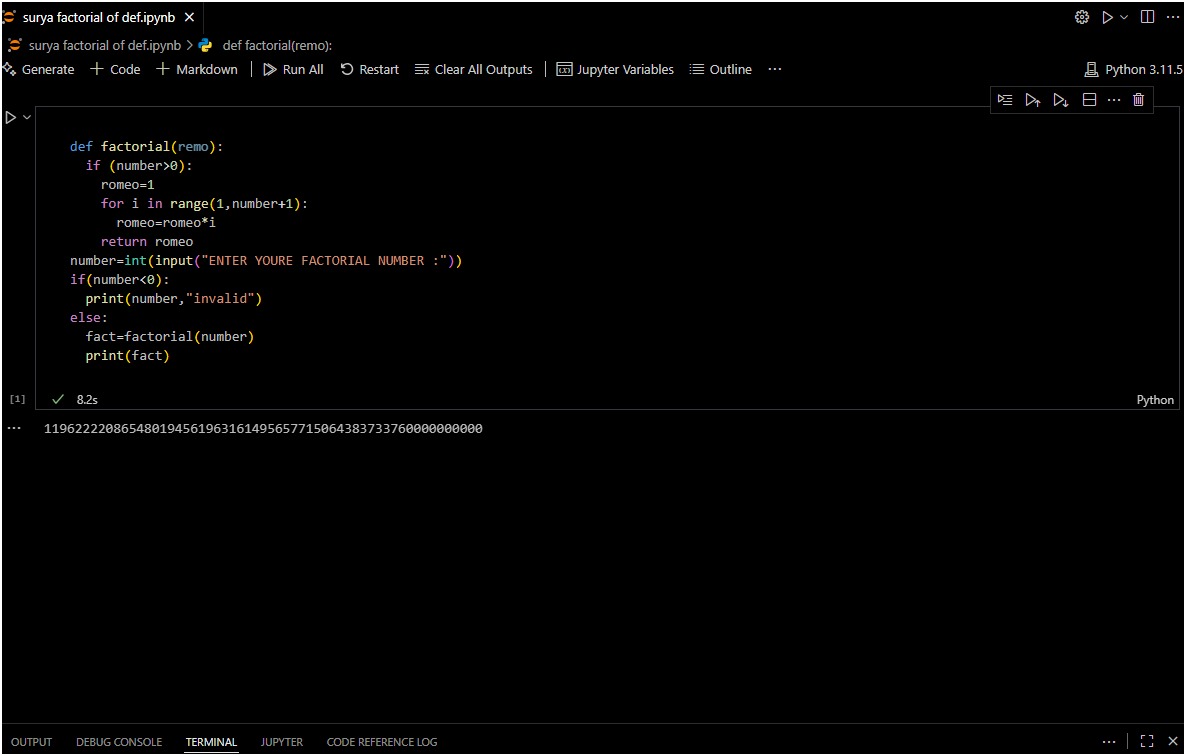 surya factorial of def.ipynb
surya factorial of def.ipynb > def factorial(remo):
Generate + Code + Markdown Run All Restart Clear All Outputs Jupyter Variables Outline ... Python 3.11.5
def factorial(remo):
if (number>0):
romeo=1
for i in range(1,number+1):
romeo=romeo*i
return romeo
number=int(input("ENTER YOURE FACTORIAL NUMBER :"))
if(number<0):
print(number,"invalid")
else:
fact=factorial(number)
print(fact)
[1] 8.2s Python
... 119622220865480194561963161495657715064383733760000000000
OUTPUT DEBUG CONSOLE TERMINAL JUPYTER CODE REFERENCE LOG